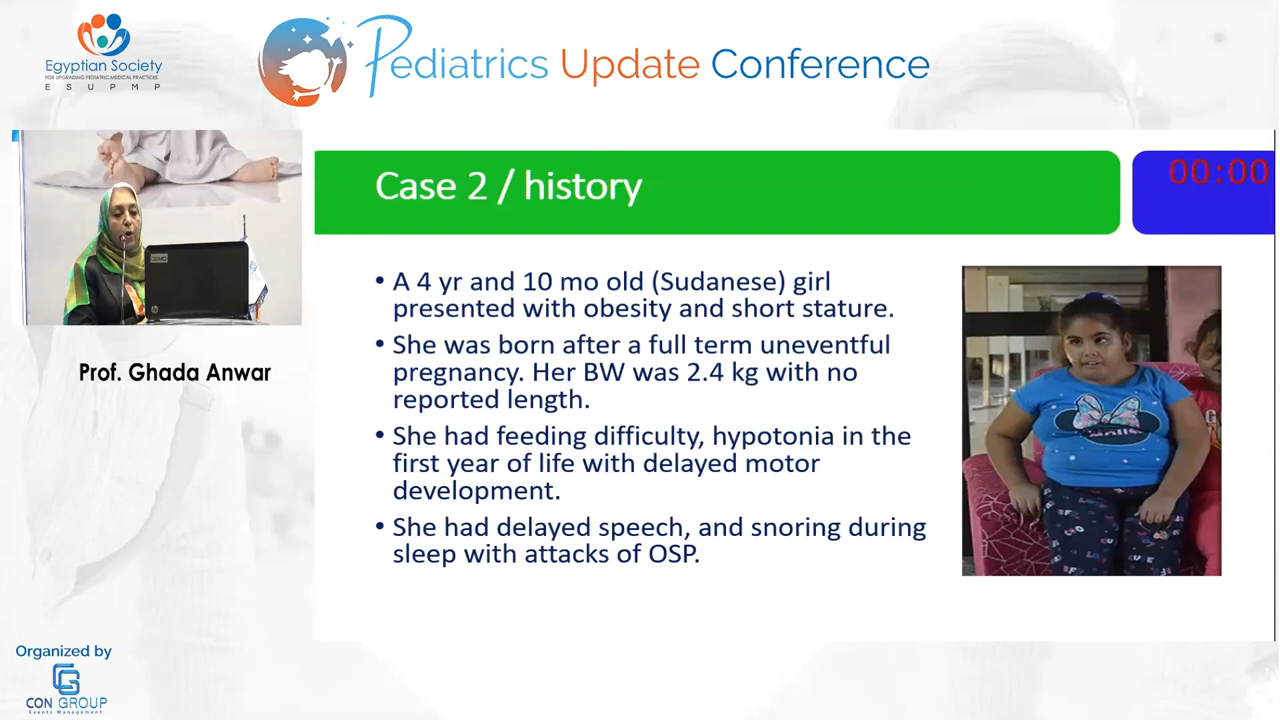 Egyptian Society
FOR UPGRADING PEDIATRIC MEDICAL PRACTICES
E S U P M P
Pediatrics Update Conference
Case 2 / history
00:00
• A 4 yr and 10 mo old (Sudanese) girl
presented with obesity and short stature.
• She was born after a full term uneventful
pregnancy. Her BW was 2.4 kg with no
reported length.
• She had feeding difficulty, hypotonia in the
first year of life with delayed motor
development.
• She had delayed speech, and snoring during
sleep with attacks of OSP.
Prof. Ghada Anwar
Organized by
CON GROUP
Events Management